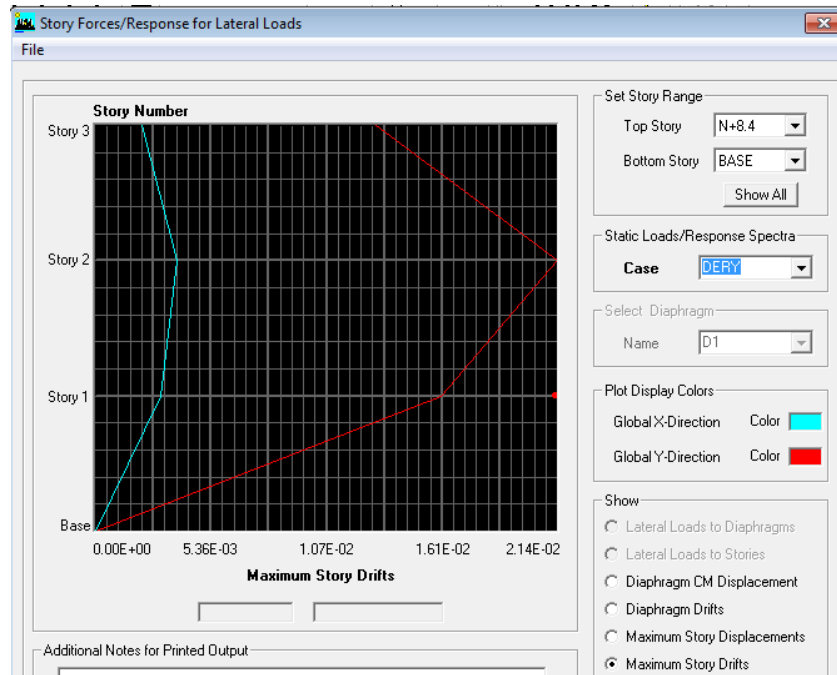 Story Forces/Response for Lateral Loads
File
Story Number
Story 3
Story 2
Story 1
Base
0.00E+00 5.36E-03 1.07E-02 1.61E-02 2.14E-02
Maximum Story Drifts
Additional Notes for Printed Output
Set Story Range
Top Story N+8.4
Bottom Story BASE
Show All
Static Loads/Response Spectra
Case DERY
Select Diaphragm
Name D1
Plot Display Colors
Global X-Direction Color
Global Y-Direction Color
Show
Lateral Loads to Diaphragms
Lateral Loads to Stories
Diaphragm CM Displacement
Diaphragm Drifts
Maximum Story Displacements
Maximum Story Drifts